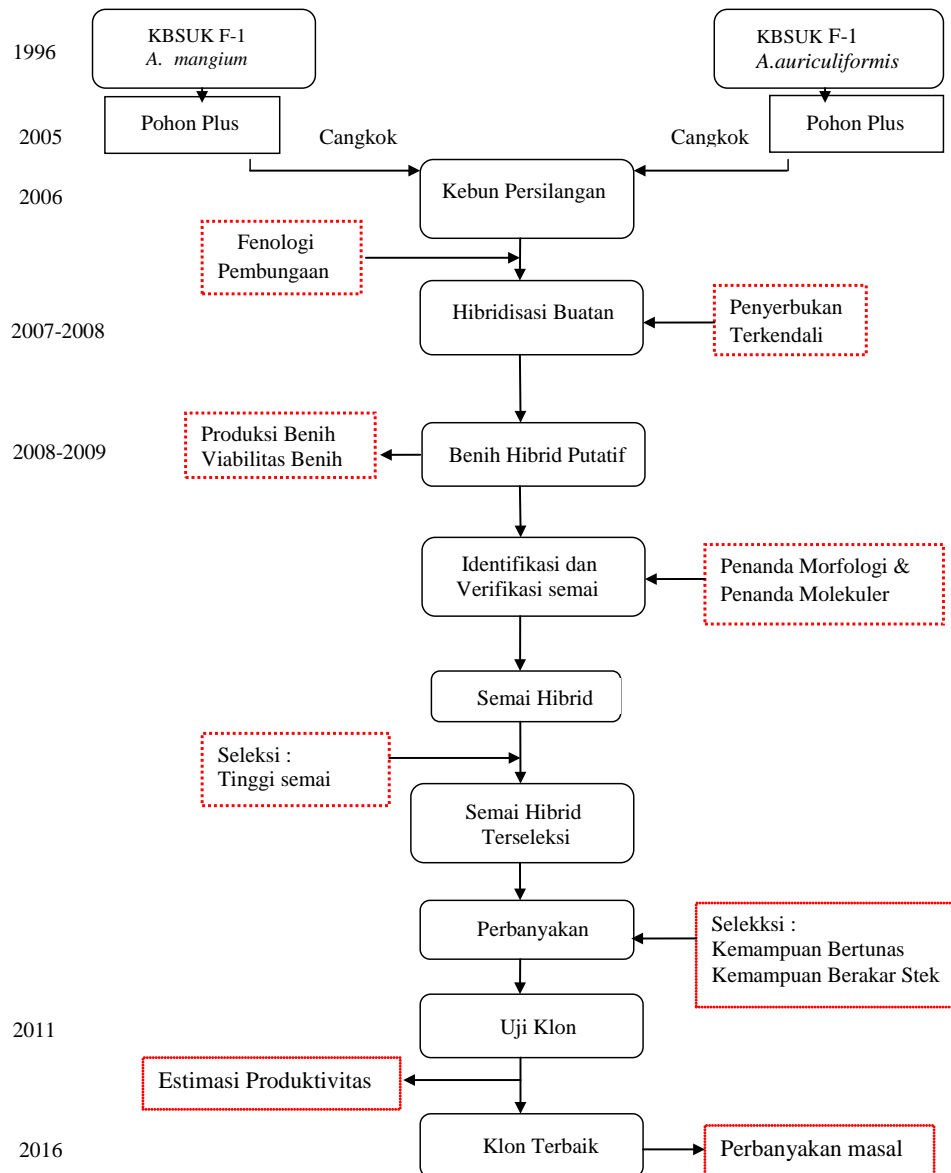 1996
KBSUK F-1
A. mangium
KBSUK F-1
A.auriculiformis
2005
Pohon Plus
Cangkok
Cangkok
Pohon Plus
2006
Kebun Persilangan
Fenologi
Pembungaan
2007-2008
Hibridisasi Buatan
Penyerbukan
Terkendali
2008-2009
Produksi Benih
Viabilitas Benih
Benih Hibrid Putatif
Identifikasi dan
Verifikasi semai
Penanda Morfologi &
Penanda Molekuler
Semai Hibrid
Seleksi :
Tinggi semai
Semai Hibrid
Terseleksi
Perbanyakan
Selekksi :
Kemampuan Bertunas
Kemampuan Berakar Stek
2011
Uji Klon
Estimasi Produktivitas
2016
Klon Terbaik
Perbanyakan masal